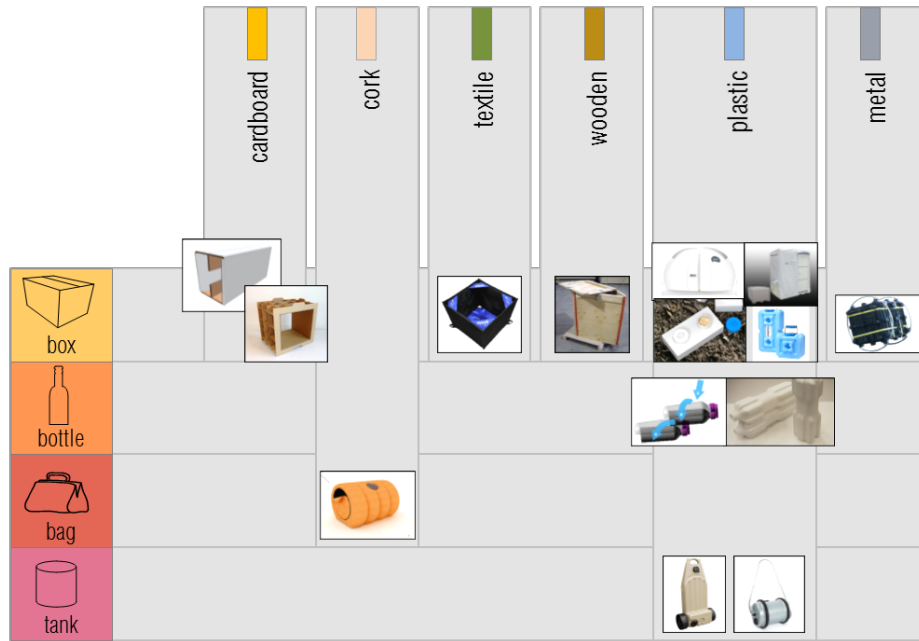 cardboard
cork
textile
wooden
plastic
metal
box
bottle
bag
tank